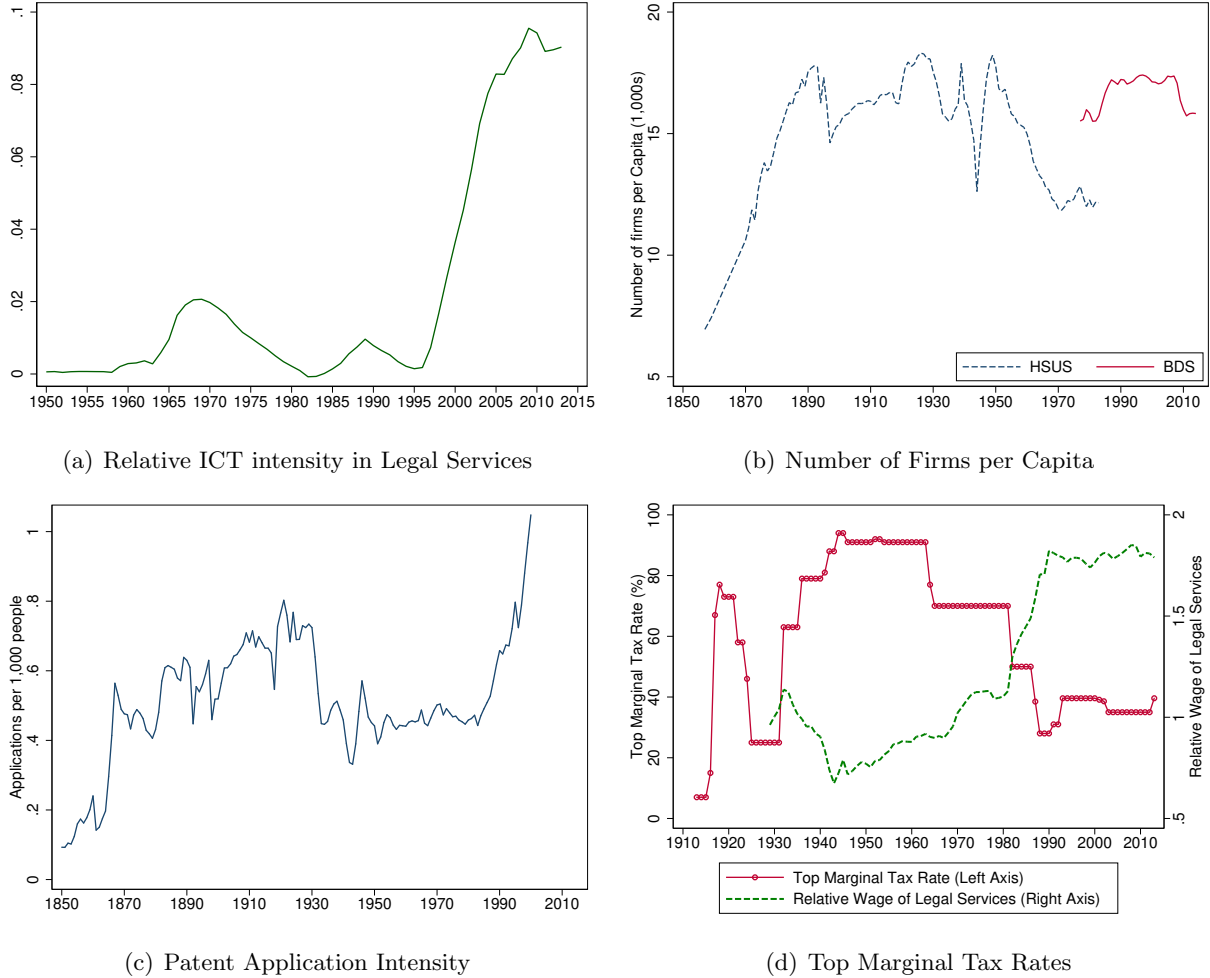 0 .02 .04 .06 .08 .1
1950 1955 1960 1965 1970 1975 1980 1985 1990 1995 2000 2005 2010 2015
(a) Relative ICT intensity in Legal Services
Number of firms per Capita (1,000s)
5 10 15 20
1850 1870 1890 1910 1930 1950 1970 1990 2010
HSUS BDS
(b) Number of Firms per Capita
Applications per 1,000 people
0 .2 .4 .6 .8 1
1850 1870 1890 1910 1930 1950 1970 1990 2010
(c) Patent Application Intensity
Top Marginal Tax Rate (%)
0 20 40 60 80 100
.5 1 1.5 2
Relative Wage of Legal Services
1910 1920 1930 1940 1950 1960 1970 1980 1990 2000 2010
Top Marginal Tax Rate (Left Axis)
Relative Wage of Legal Services (Right Axis)
(d) Top Marginal Tax Rates